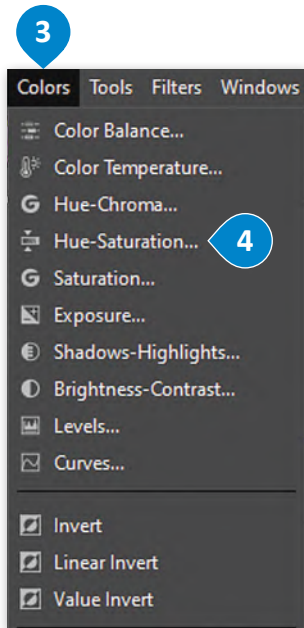 3
Colors Tools Filters Windows
Color Balance...
Color Temperature...
Hue-Chroma...
Hue-Saturation... 4
Saturation...
Exposure...
Shadows-Highlights...
Brightness-Contrast...
Levels...
Curves...
Invert
Linear Invert
Value Invert